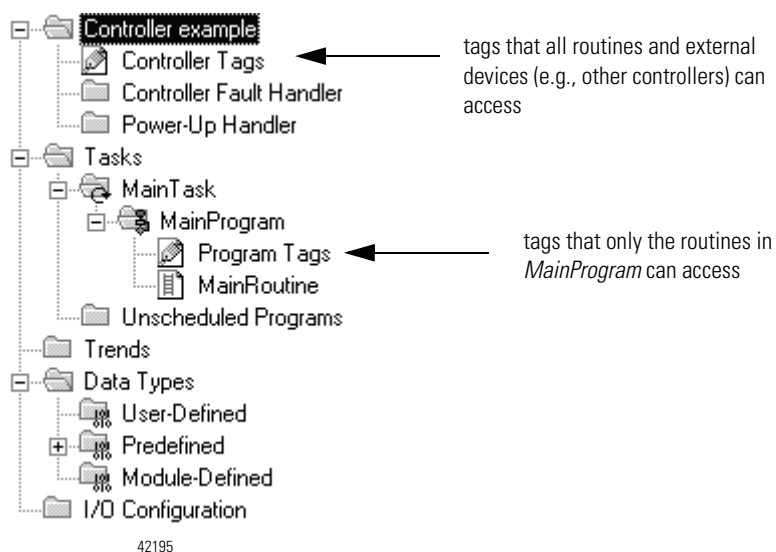 Controller example
Controller Tags
tags that all routines and external
devices (e.g., other controllers) can
access
Controller Fault Handler
Power-Up Handler
Tasks
MainTask
MainProgram
Program Tags
tags that only the routines in
MainProgram can access
MainRoutine
Unscheduled Programs
Trends
Data Types
User-Defined
Predefined
Module-Defined
I/O Configuration
42195